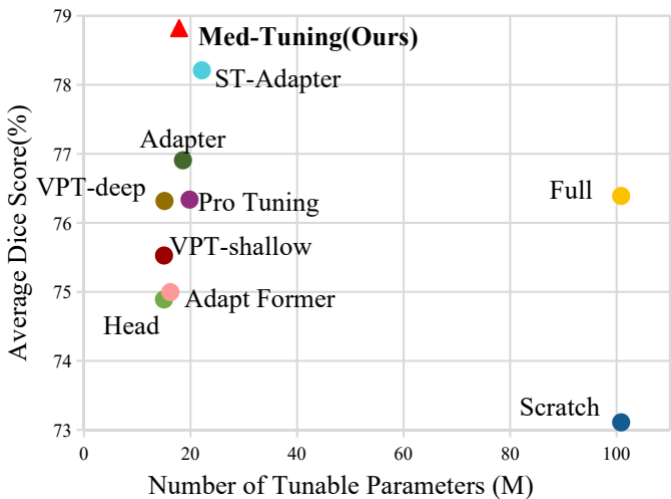 79
Med-Tuning(Ours)
78
ST-Adapter
Adapter
77
VPT-deep
Pro Tuning
Full
76
VPT-shallow
75
Adapt Former
Head
74
Scratch
73
0
20
40
60
80
100
Average Dice Score(%)
Number of Tunable Parameters (M)